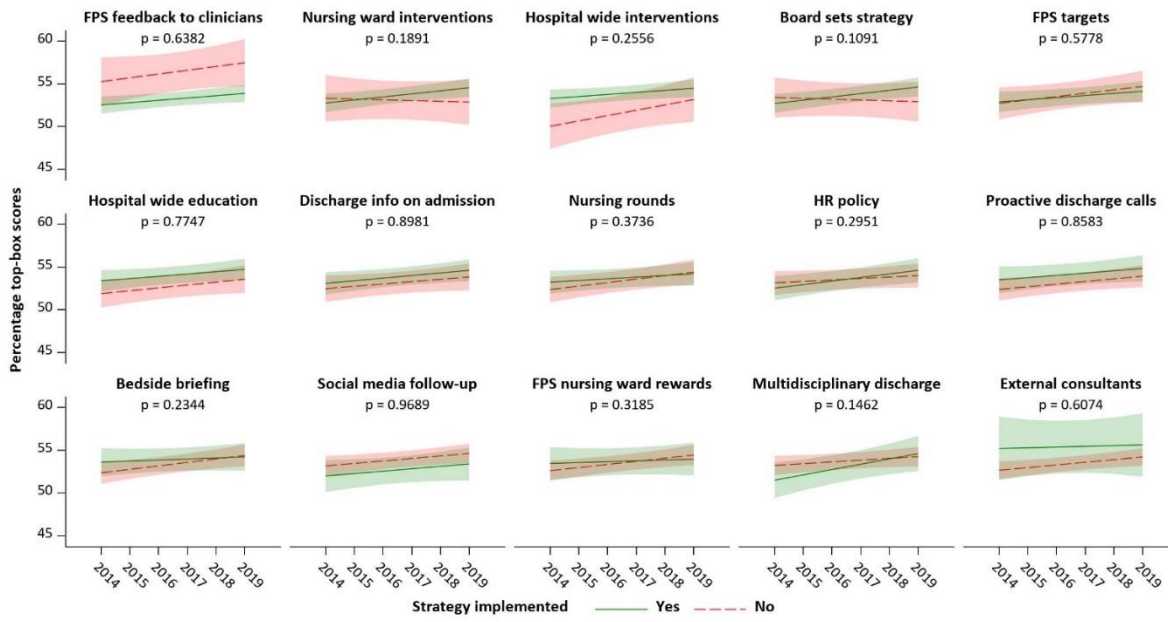 FPS feedback to clinicians
p = 0.6382
Nursing ward interventions
p = 0.1891
Hospital wide interventions
p = 0.2556
Board sets strategy
p = 0.1091
FPS targets
p = 0.5778
60
55
50
45
Percentage top-box scores
Hospital wide education
p = 0.7747
Discharge info on admission
p = 0.8981
Nursing rounds
p = 0.3736
HR policy
p = 0.2951
Proactive discharge calls
p = 0.8583
60
55
50
45
Bedside briefing
p = 0.2344
Social media follow-up
p = 0.9689
FPS nursing ward rewards
p = 0.3185
Multidisciplinary discharge
p = 0.1462
External consultants
p = 0.6074
60
55
50
45
2014 2015 2016 2017 2018 2019
2014 2015 2016 2017 2018 2019
2014 2015 2016 2017 2018 2019
2014 2015 2016 2017 2018 2019
2014 2015 2016 2017 2018 2019
Strategy implemented Yes No